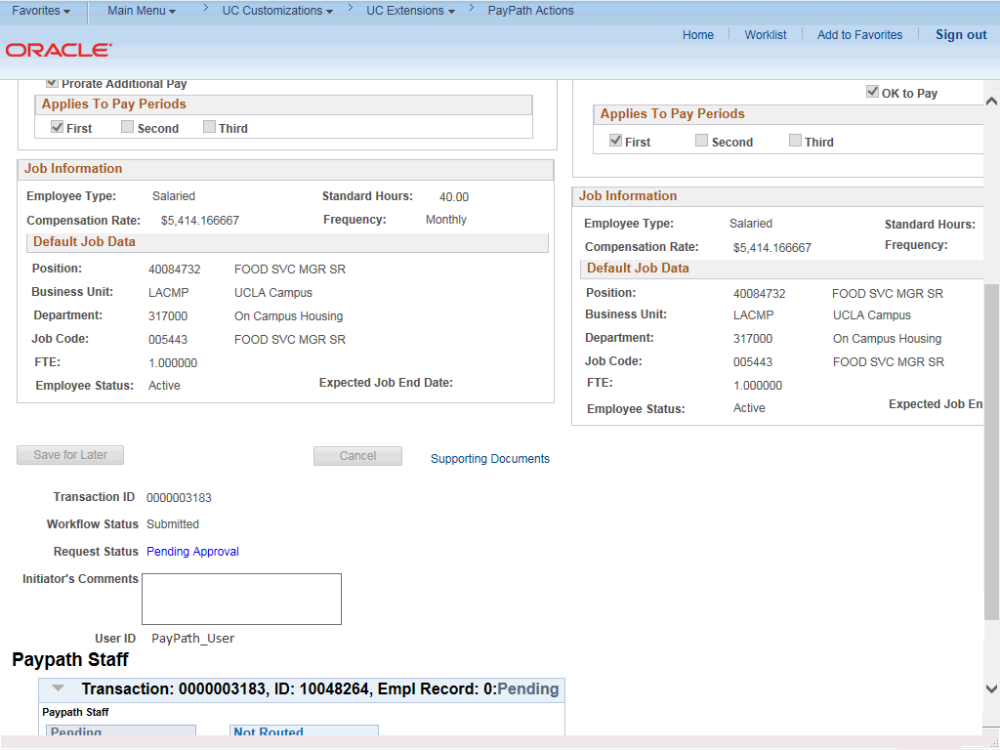 Favorites Main Menu > UC Customizations > UC Extensions > PayPath Actions
ORACLE
Home Worklist Add to Favorites Sign out
Prorate Additional Pay
Applies To Pay Periods
First Second Third
OK to Pay
Applies To Pay Periods
First Second Third
Job Information
Employee Type: Salaried Standard Hours: 40.00
Compensation Rate: $5,414.166667 Frequency: Monthly
Default Job Data
Position: 40084732 FOOD SVC MGR SR
Business Unit: LACMP UCLA Campus
Department: 317000 On Campus Housing
Job Code: 005443 FOOD SVC MGR SR
FTE: 1.000000
Employee Status: Active Expected Job End Date:
Job Information
Employee Type: Salaried Standard Hours:
Compensation Rate: $5,414.166667 Frequency:
Default Job Data
Position: 40084732 FOOD SVC MGR SR
Business Unit: LACMP UCLA Campus
Department: 317000 On Campus Housing
Job Code: 005443 FOOD SVC MGR SR
FTE: 1.000000
Employee Status: Active Expected Job En
Save for Later Cancel Supporting Documents
Transaction ID 0000003183
Workflow Status Submitted
Request Status Pending Approval
Initiator's Comments
User ID PayPath_User
Paypath Staff
Transaction: 0000003183, ID: 10048264, Empl Record: 0:Pending
Paypath Staff
Pending Not Routed